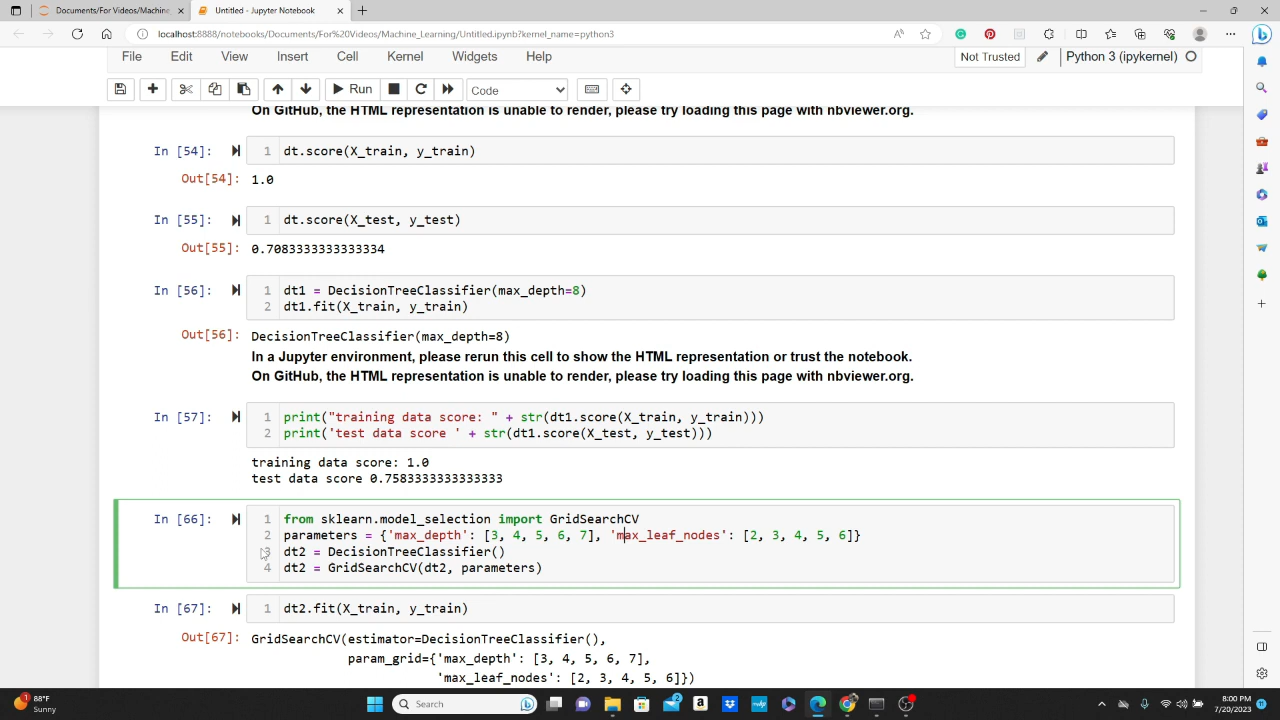 Documents/For Videos/Machine_L
Untitled - Jupyter Notebook
localhost:8888/notebooks/Documents/For%20Videos/Machine_Learning/Untitled.ipynb?kernel_name=python3
File Edit View Insert Cell Kernel Widgets Help
Not Trusted Python 3 (ipykernel)
Run Code
On GitHub, the HTML representation is unable to render, please try loading this page with nbviewer.org.
In [54]: 1 dt.score(X_train, y_train)
Out[54]: 1.0
In [55]: 1 dt.score(X_test, y_test)
Out[55]: 0.7083333333333334
In [56]: 1 dt1 = DecisionTreeClassifier(max_depth=8)
2 dt1.fit(X_train, y_train)
Out[56]: DecisionTreeClassifier(max_depth=8)
In a Jupyter environment, please rerun this cell to show the HTML representation or trust the notebook.
On GitHub, the HTML representation is unable to render, please try loading this page with nbviewer.org.
In [57]: 1 print("training data score: " + str(dt1.score(X_train, y_train)))
2 print('test data score ' + str(dt1.score(X_test, y_test)))
training data score: 1.0
test data score 0.7583333333333333
In [66]: 1 from sklearn.model_selection import GridSearchCV
2 parameters = {'max_depth': [3, 4, 5, 6, 7], 'max_leaf_nodes': [2, 3, 4, 5, 6]}
3 dt2 = DecisionTreeClassifier()
4 dt2 = GridSearchCV(dt2, parameters)
In [67]: 1 dt2.fit(X_train, y_train)
Out[67]: GridSearchCV(estimator=DecisionTreeClassifier(),
param_grid={'max_depth': [3, 4, 5, 6, 7],
'max_leaf_nodes': [2, 3, 4, 5, 6]})
88°F
Sunny
Search
8:00 PM
7/20/2023